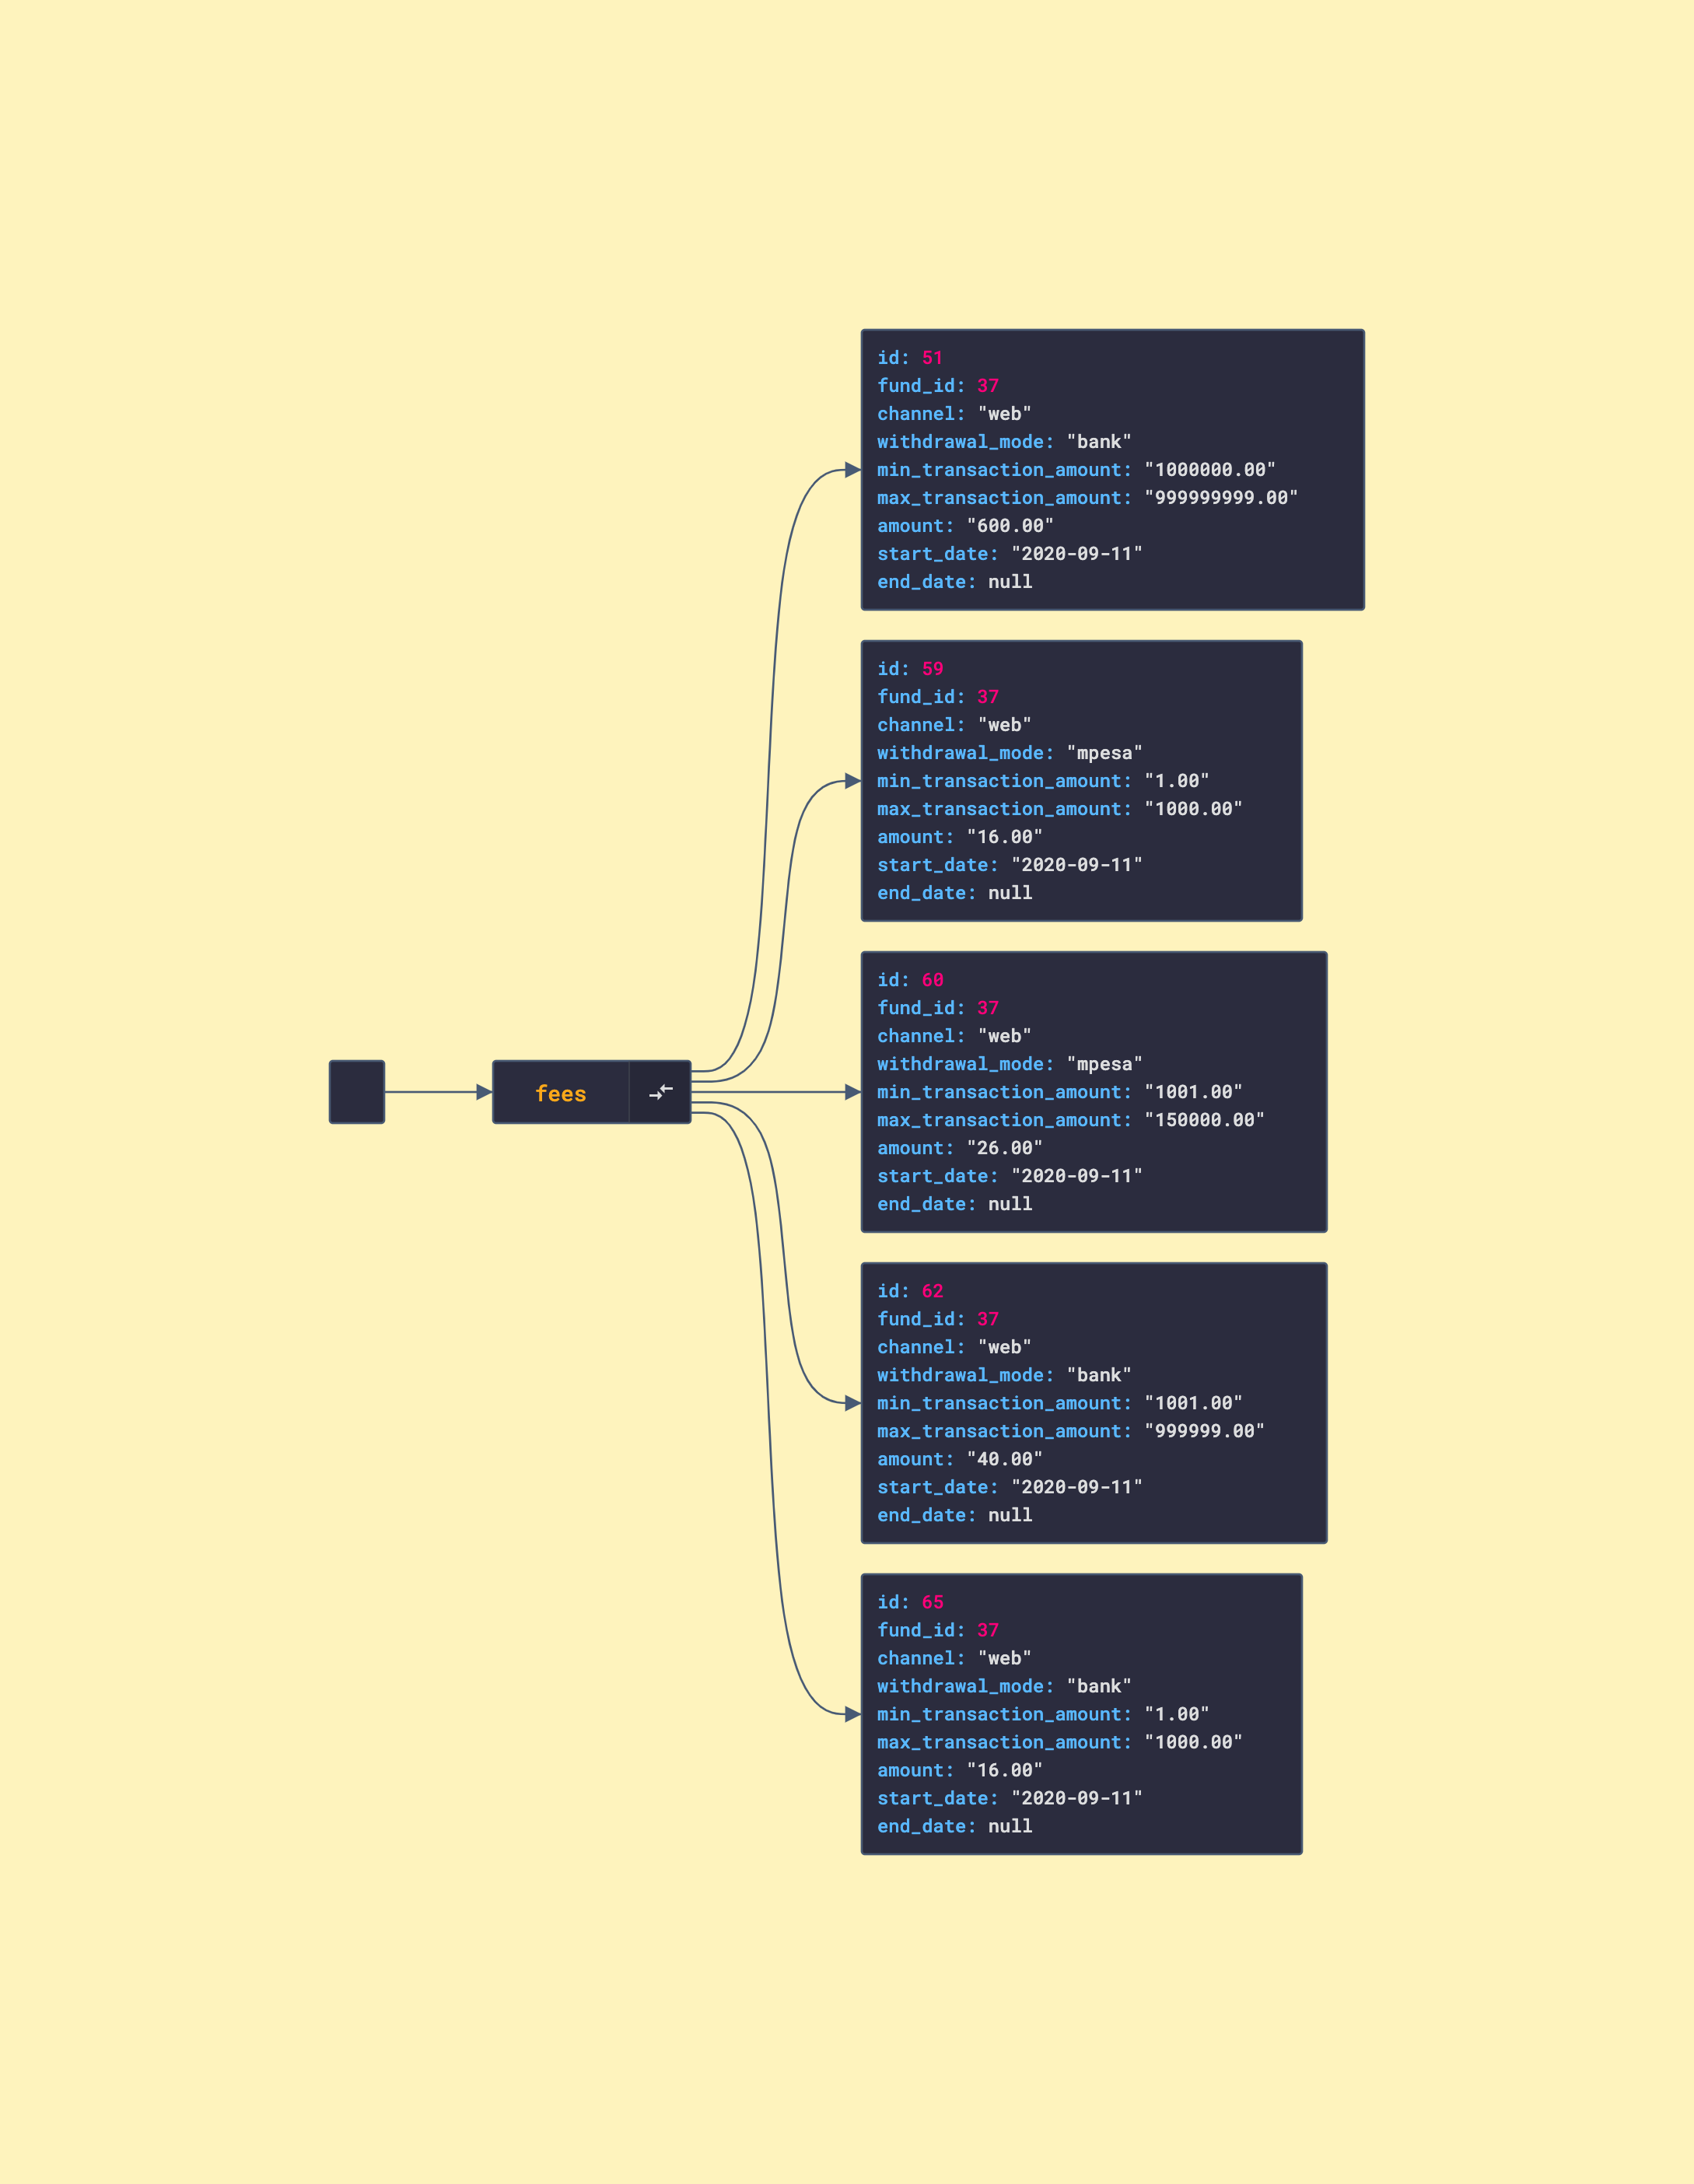 id: 51
fund_id: 37
channel: "web"
withdrawal_mode: "bank"
min_transaction_amount: "1000000.00"
max_transaction_amount: "999999999.00"
amount: "600.00"
start_date: "2020-09-11"
end_date: null
id: 59
fund_id: 37
channel: "web"
withdrawal_mode: "mpesa"
min_transaction_amount: "1.00"
max_transaction_amount: "1000.00"
amount: "16.00"
start_date: "2020-09-11"
end_date: null
fees
id: 60
fund_id: 37
channel: "web"
withdrawal_mode: "mpesa"
min_transaction_amount: "1001.00"
max_transaction_amount: "150000.00"
amount: "26.00"
start_date: "2020-09-11"
end_date: null
id: 62
fund_id: 37
channel: "web"
withdrawal_mode: "bank"
min_transaction_amount: "1001.00"
max_transaction_amount: "999999.00"
amount: "40.00"
start_date: "2020-09-11"
end_date: null
id: 65
fund_id: 37
channel: "web"
withdrawal_mode: "bank"
min_transaction_amount: "1.00"
max_transaction_amount: "1000.00"
amount: "16.00"
start_date: "2020-09-11"
end_date: null